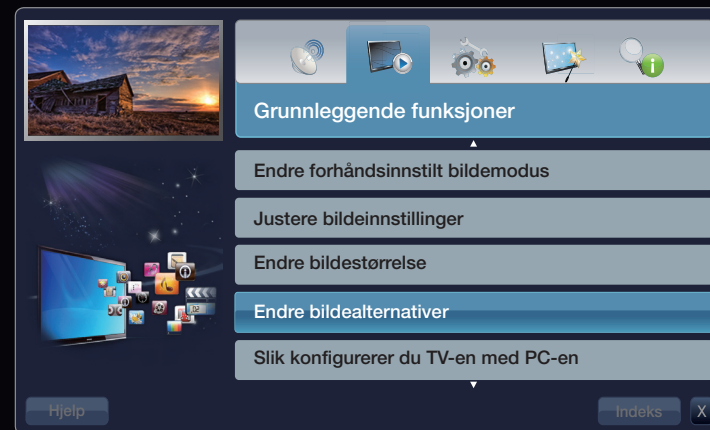 Grunnleggende funksjoner
Endre forhåndsinnstilt bildemodus
Justere bildeinnstillinger
Endre bildestørrelse
Endre bildealternativer
Slik konfigurerer du TV-en med PC-en
Hjelp
Indeks X